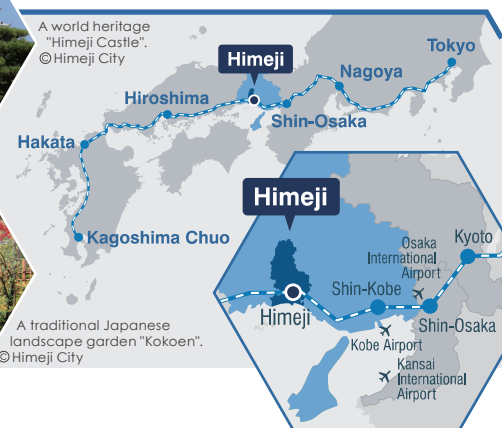 A world heritage
"Himeji Castle".
© Himeji City
Himeji
Tokyo
Nagoya
Hiroshima
Shin-Osaka
Hakata
Kagoshima Chuo
Himeji
Osaka
International
Airport
Kyoto
Shin-Kobe
Himeji
Shin-Osaka
Kobe Airport
Kansai
International
Airport
A traditional Japanese
landscape garden "Kokoen".
© Himeji City